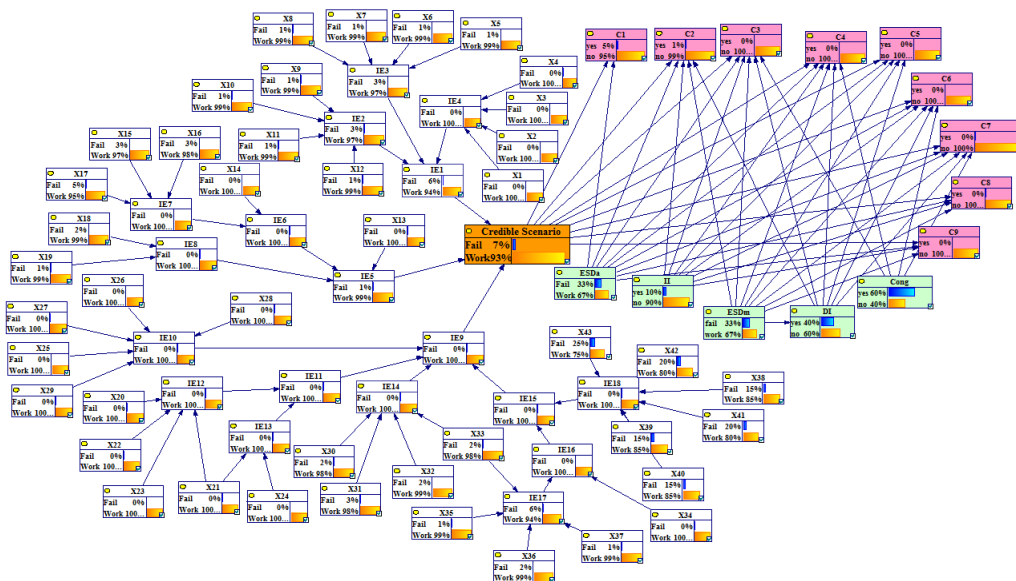 X8
Fail 1%
Work 99%
X7
Fail 1%
Work 99%
X6
Fail 1%
Work 99%
X5
Fail 1%
Work 99%
C1
yes 5%
no 95%
C2
yes 1%
no 99%
C3
yes 0%
no 100...
C4
yes 0%
no 100...
C5
yes 0%
no 100...
X9
Fail 1%
Work 99%
IE3
Fail 3%
Work 97%
X4
Fail 0%
Work 100...
X10
Fail 1%
Work 99%
IE4
Fail 0%
Work 100...
X3
Fail 0%
Work 100...
C6
yes 0%
no 100...
X15
Fail 3%
Work 97%
X16
Fail 3%
Work 98%
X11
Fail 1%
Work 99%
IE2
Fail 3%
Work 97%
X2
Fail 0%
Work 100...
C7
yes 0%
no 100%
X17
Fail 5%
Work 95%
X14
Fail 0%
Work 100...
X12
Fail 1%
Work 99%
IE1
Fail 6%
Work 94%
X1
Fail 0%
Work 100...
C8
yes 0%
no 100...
X18
Fail 2%
Work 99%
IE7
Fail 0%
Work 100...
IE6
Fail 0%
Work 100...
X13
Fail 0%
Work 100...
Credible Scenario
Fail 7%
Work93%
C9
yes 0%
no 100...
X19
Fail 1%
Work 99%
IE8
Fail 0%
Work 100...
IE5
Fail 1%
Work 99%
ESDa
Fail 33%
Work 67%
II
yes 10%
no 90%
Cong
yes 60%
no 40%
X26
Fail 0%
Work 100...
X27
Fail 0%
Work 100...
X28
Fail 0%
Work 100...
ESDm
fail 33%
work 67%
DI
yes 40%
no 60%
X25
Fail 0%
Work 100...
IE10
Fail 0%
Work 100...
IE9
Fail 0%
Work 100...
X43
Fail 25%
Work 75%
X42
Fail 20%
Work 80%
X29
Fail 0%
Work 100...
X20
Fail 0%
Work 100...
IE12
Fail 0%
Work 100...
IE11
Fail 0%
Work 100...
IE14
Fail 0%
Work 100...
IE15
Fail 0%
Work 100...
IE18
Fail 0%
Work 100...
X38
Fail 15%
Work 85%
X41
Fail 20%
Work 80%
X22
Fail 0%
Work 100...
IE13
Fail 0%
Work 100...
X30
Fail 2%
Work 98%
X33
Fail 2%
Work 98%
IE16
Fail 0%
Work 100...
X39
Fail 15%
Work 85%
X23
Fail 0%
Work 100...
X21
Fail 0%
Work 100...
X24
Fail 0%
Work 100...
X31
Fail 3%
Work 98%
X32
Fail 2%
Work 99%
X40
Fail 15%
Work 85%
X35
Fail 1%
Work 99%
IE17
Fail 6%
Work 94%
X34
Fail 0%
Work 100...
X36
Fail 2%
Work 99%
X37
Fail 1%
Work 99%